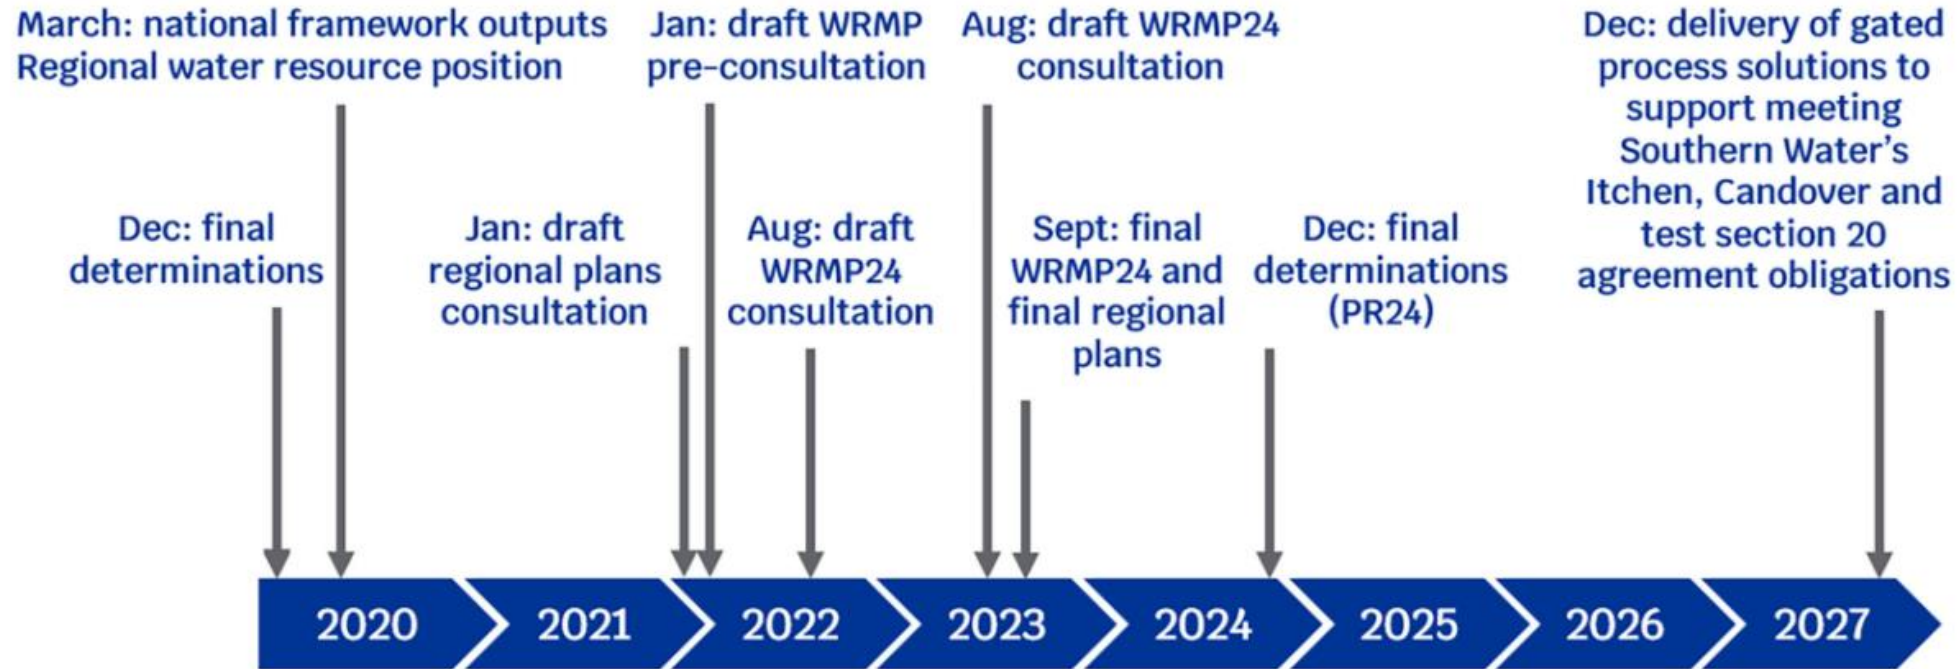 March: national framework outputs
Regional water resource position
Jan: draft WRMP
pre-consultation
Aug: draft WRMP24
consultation
Dec: delivery of gated
process solutions to
support meeting
Southern Water's
Itchen, Candover and
test section 20
agreement obligations
Dec: final
determinations
Jan: draft
regional plans
consultation
Aug: draft
WRMP24
consultation
Sept: final
WRMP24 and
final regional
plans
Dec: final
determinations
(PR24)
2020
2021
2022
2023
2024
2025
2026
2027